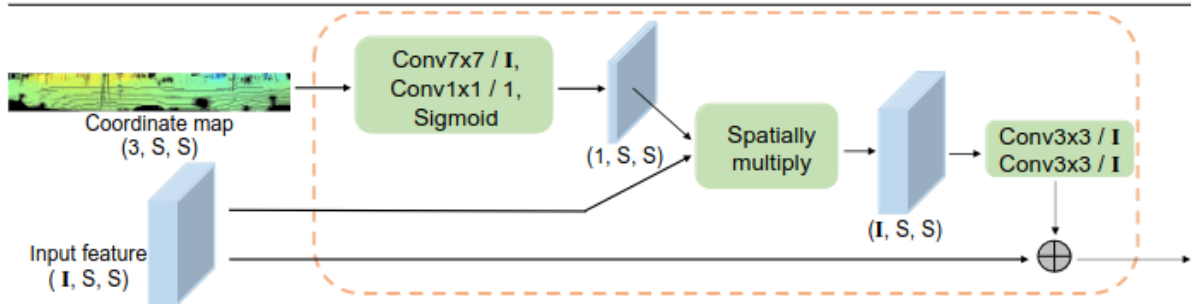 Conv7x7 / I,
Conv1x1 / 1,
Sigmoid
Coordinate map
(3, S, S)
(1, S, S)
Spatially
multiply
Conv3x3 / I
Conv3x3 / I
(I, S, S)
Input feature
( I, S, S)